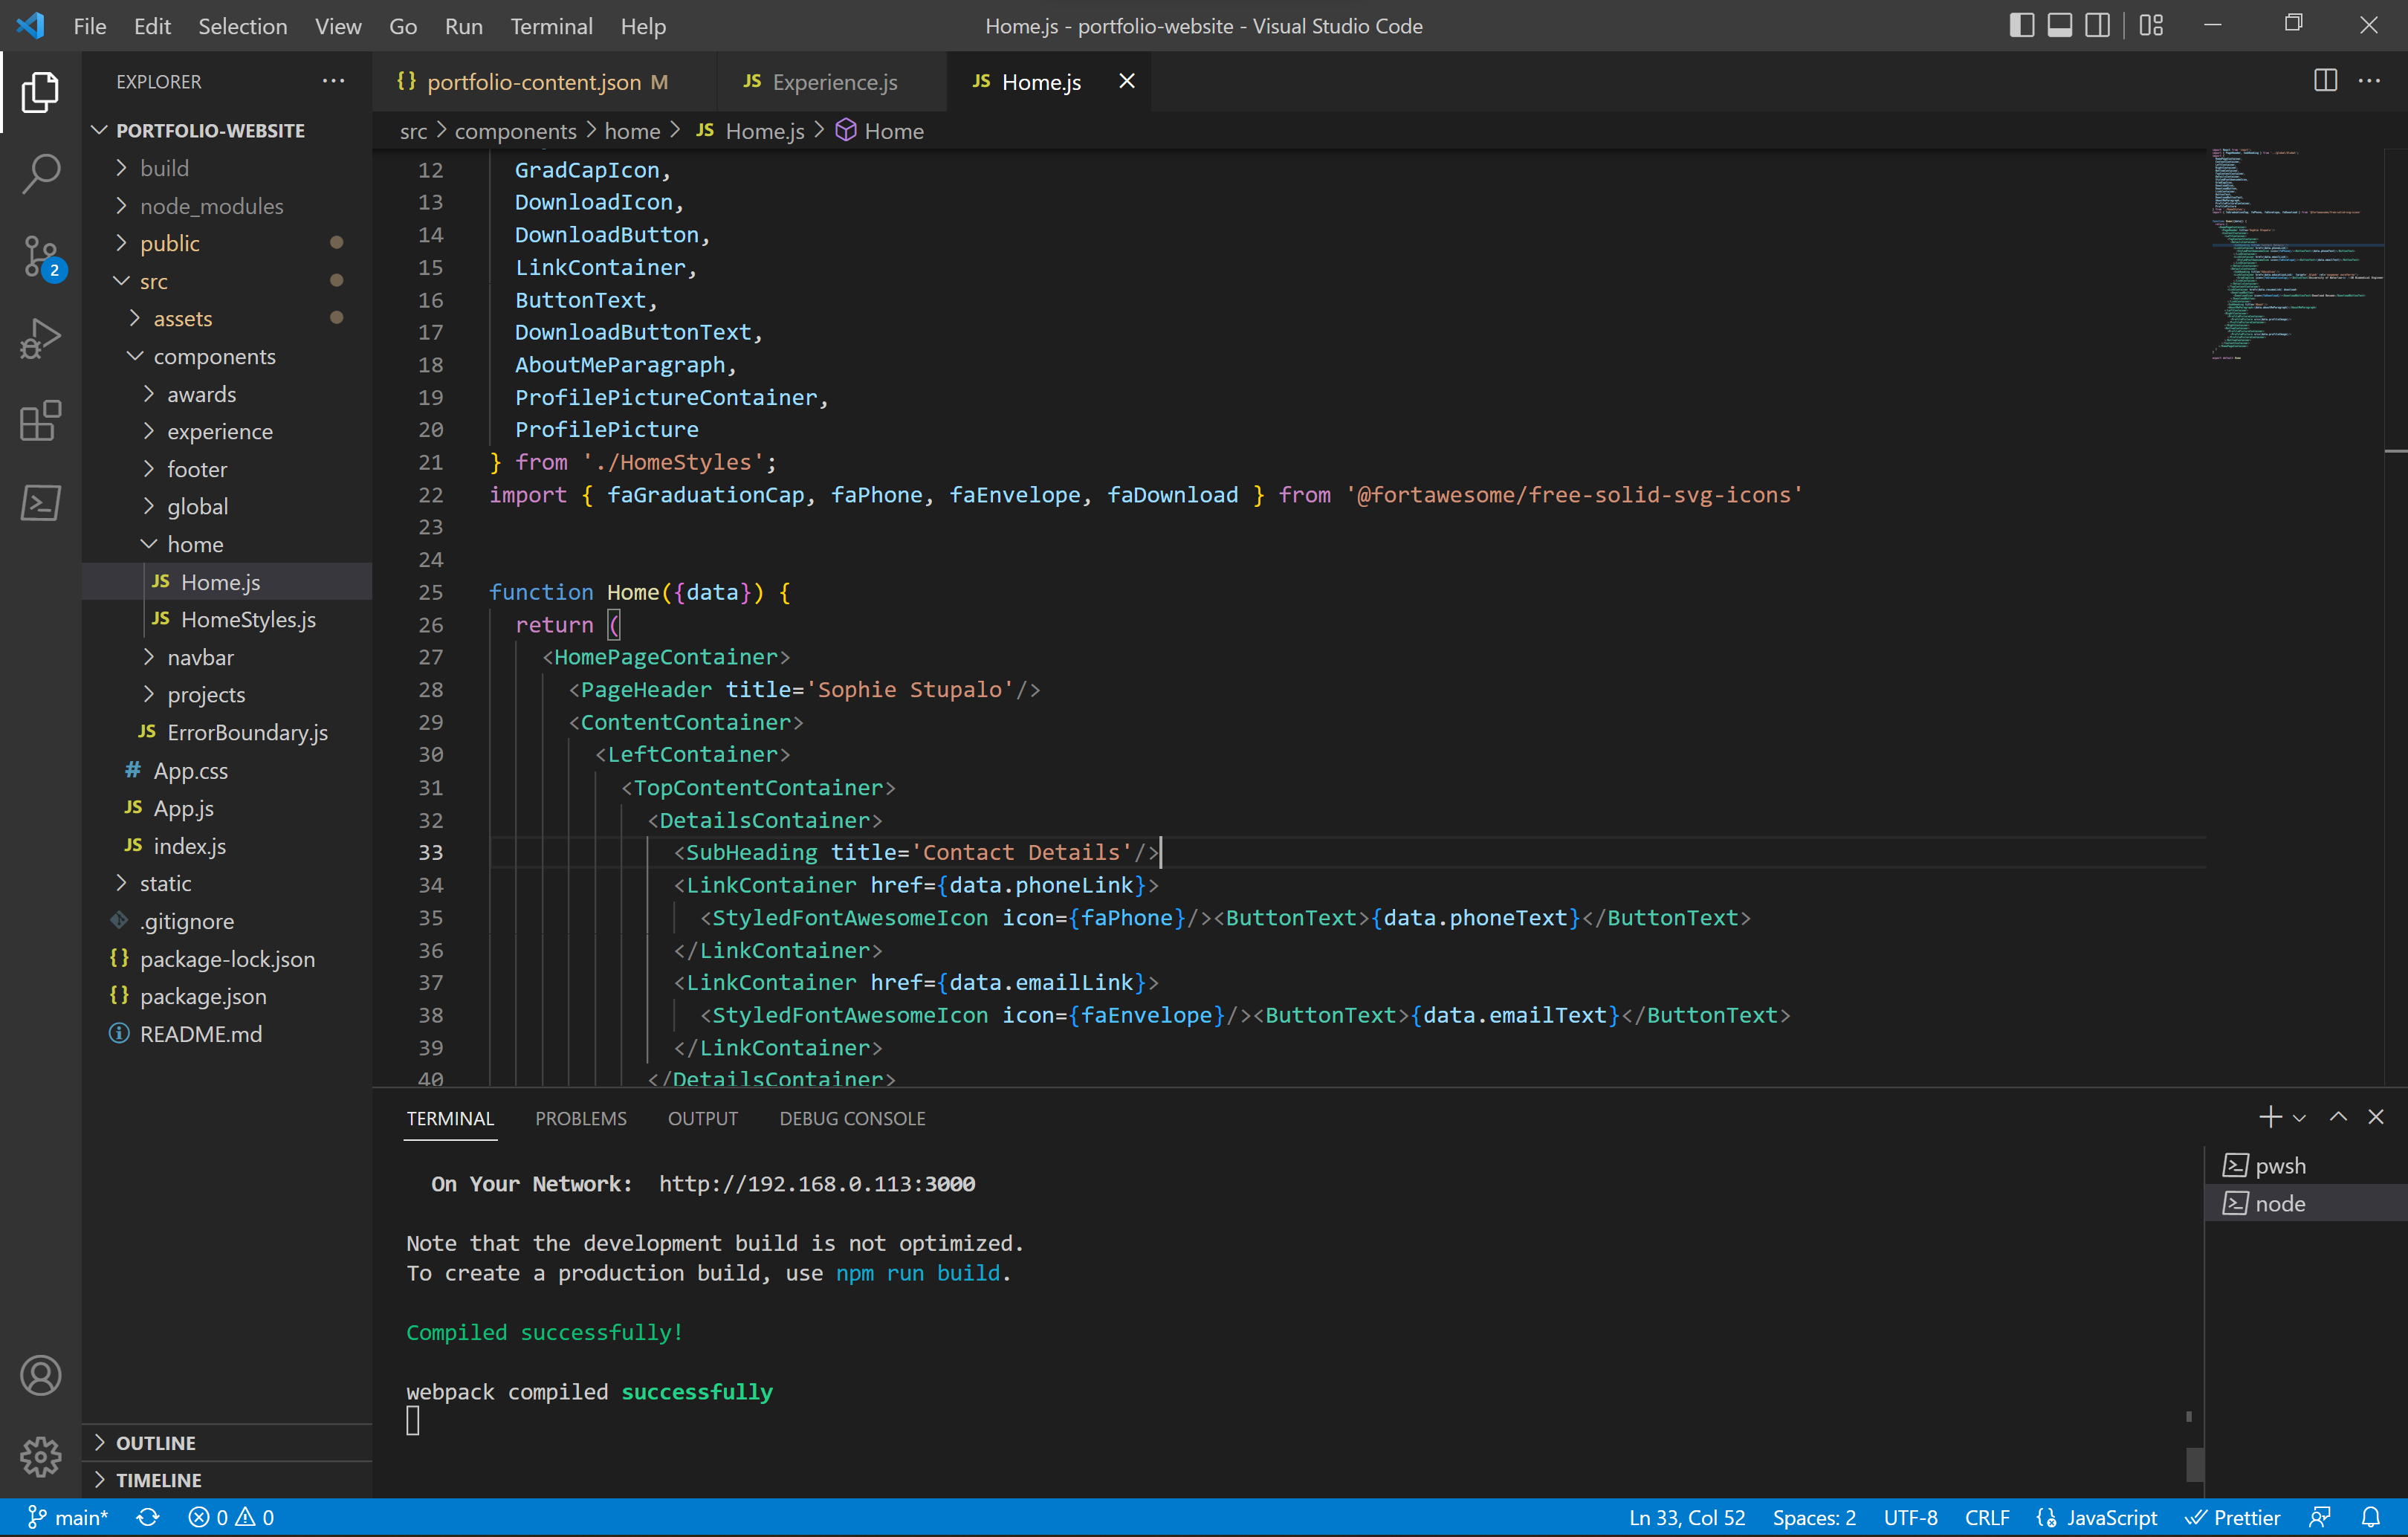 File Edit Selection View Go Run Terminal Help
Home.js - portfolio-website - Visual Studio Code
EXPLORER
PORTFOLIO-WEBSITE
build
node_modules
public
src
assets
components
awards
experience
footer
global
home
JS Home.js
JS HomeStyles.js
navbar
projects
JS ErrorBoundary.js
# App.css
JS App.js
JS index.js
static
.gitignore
{} package-lock.json
{} package.json
README.md
OUTLINE
TIMELINE
2
{} portfolio-content.json M
JS Experience.js
JS Home.js
src > components > home > JS Home.js > Home
12 GradCapIcon,
13 DownloadIcon,
14 DownloadButton,
15 LinkContainer,
16 ButtonText,
17 DownloadButtonText,
18 AboutMeParagraph,
19 ProfilePictureContainer,
20 ProfilePicture
21 } from './HomeStyles';
22 import { faGraduationCap, faPhone, faEnvelope, faDownload } from '@fortawesome/free-solid-svg-icons'
23
24
25 function Home({data}) {
26 return (
27 <HomePageContainer>
28 <PageHeader title='Sophie Stupalo'/>
29 <ContentContainer>
30 <LeftContainer>
31 <TopContentContainer>
32 <DetailsContainer>
33 <SubHeading title='Contact Details'/>
34 <LinkContainer href={data.phoneLink}>
35 <StyledFontAwesomeIcon icon={faPhone}/><ButtonText>{data.phoneText}</ButtonText>
36 </LinkContainer>
37 <LinkContainer href={data.emailLink}>
38 <StyledFontAwesomeIcon icon={faEnvelope}/><ButtonText>{data.emailText}</ButtonText>
39 </LinkContainer>
40 </DetailsContainer>
TERMINAL PROBLEMS OUTPUT DEBUG CONSOLE
On Your Network: http://192.168.0.113:3000
Note that the development build is not optimized.
To create a production build, use npm run build.
Compiled successfully!
webpack compiled successfully
pwsh
node
main* 0 0
Ln 33, Col 52 Spaces: 2 UTF-8 CRLF JavaScript Prettier